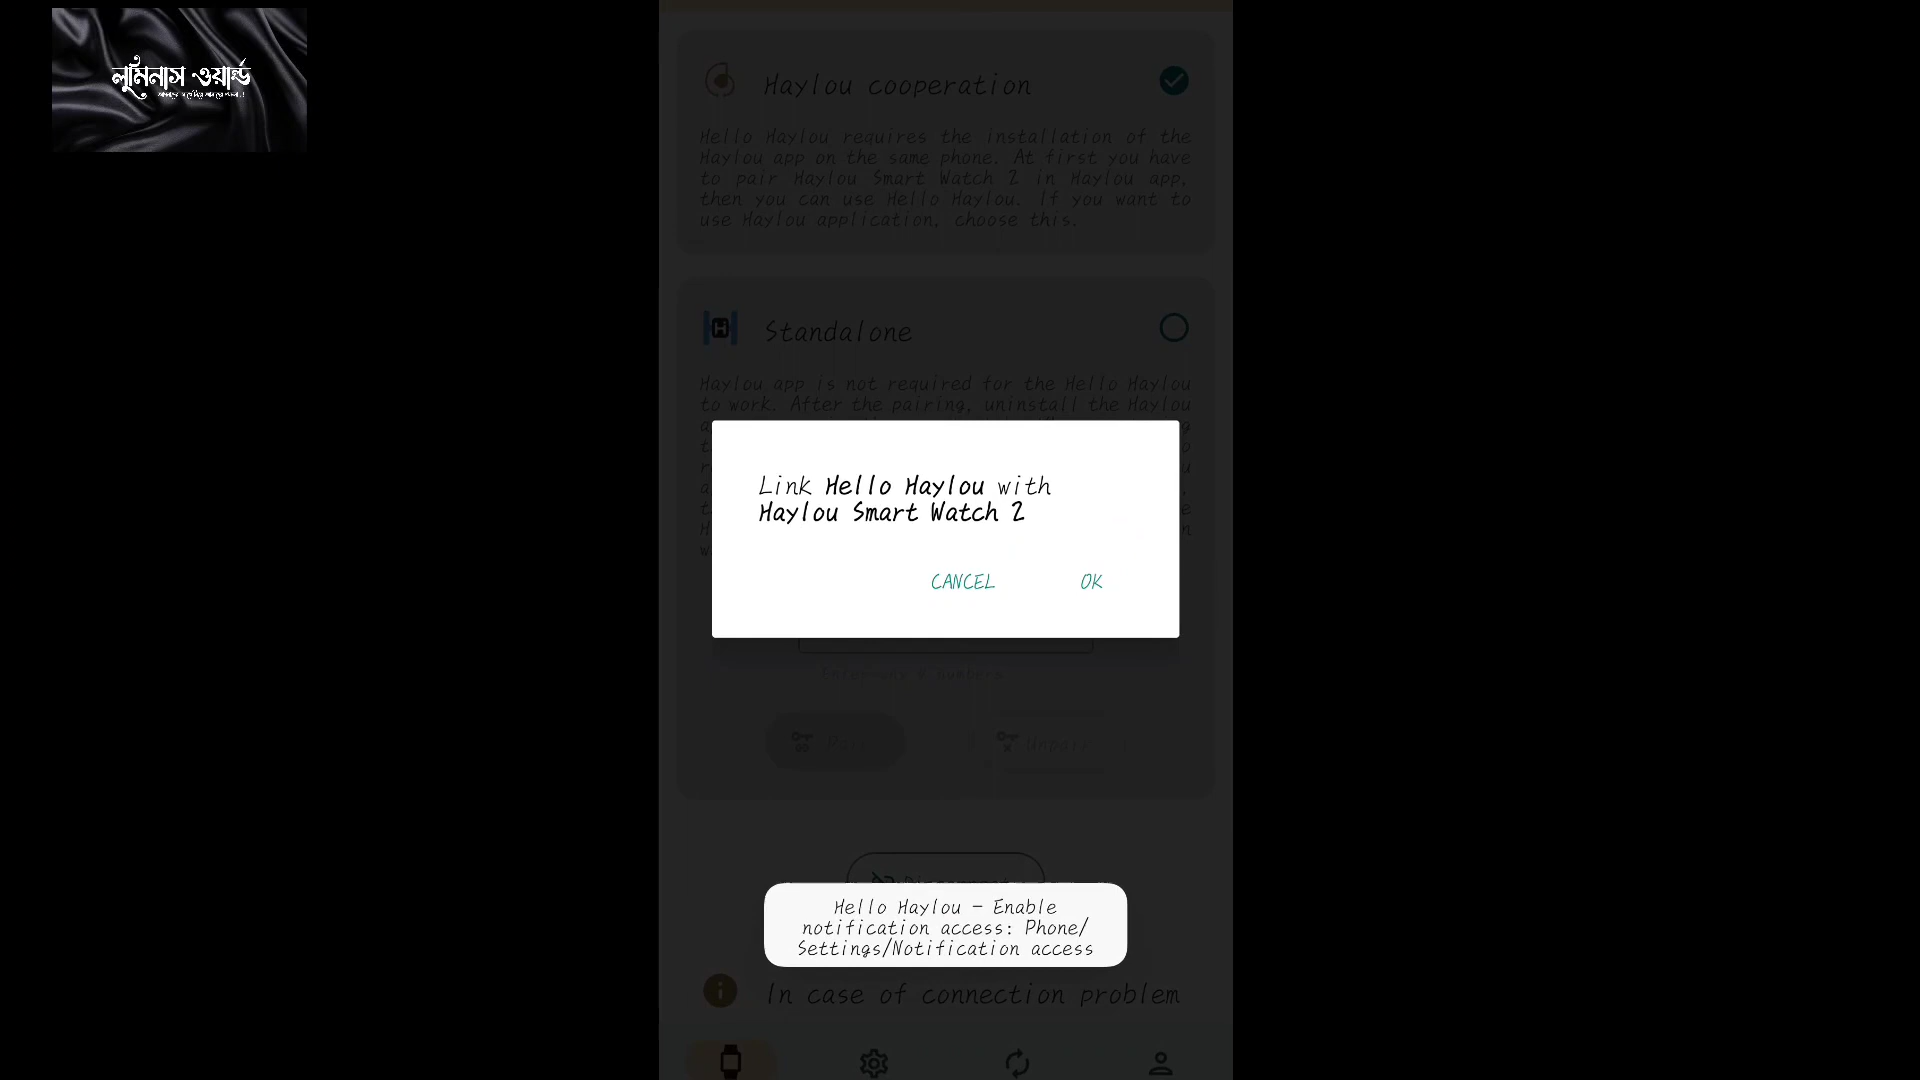 লুমিনাস ওয়ার্ল্ড
Haylou cooperation
Hello Haylou requires the installation of the
Haylou app on the same phone. At first you have
to pair Haylou Smart Watch 2 in Haylou app,
then you can use Hello Haylou. If you want to
use Haylou application, choose this.
Standalone
Haylou app is not required for the Hello Haylou
to work. After the pairing, uninstall the Haylou
Link Hello Haylou with
Haylou Smart Watch 2
CANCEL OK
Pair Unpair
Disconnect
Hello Haylou - Enable
notification access: Phone/
Settings/Notification access
In case of connection problem